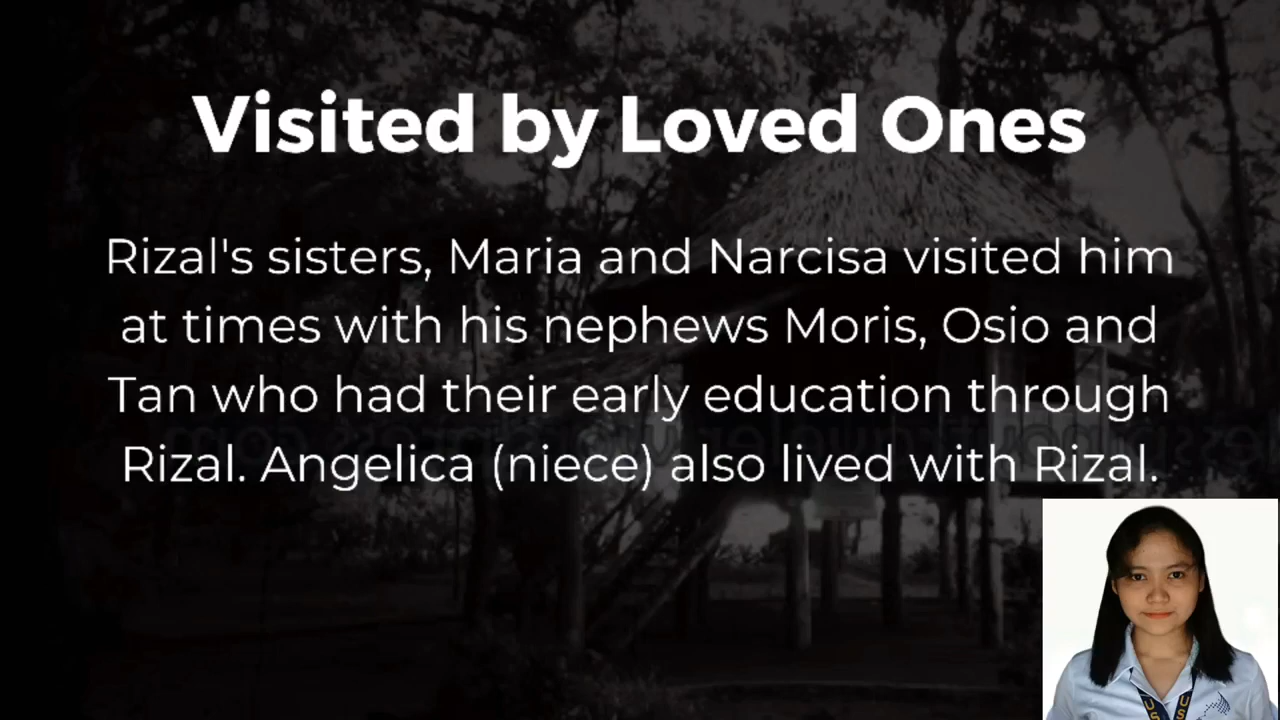 Visited by Loved Ones
Rizal's sisters, Maria and Narcisa visited him
at times with his nephews Moris, Osio and
Tan who had their early education through
Rizal. Angelica (niece) also lived with Rizal.